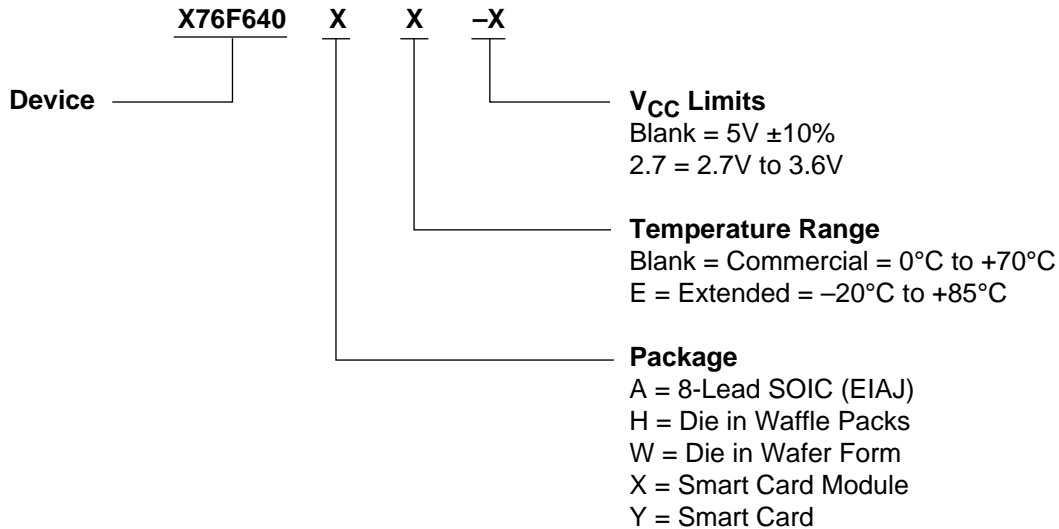 X76F640 X X –X
Device
VCC Limits
Blank = 5V ±10%
2.7 = 2.7V to 3.6V
Temperature Range
Blank = Commercial = 0°C to +70°C
E = Extended = –20°C to +85°C
Package
A = 8-Lead SOIC (EIAJ)
H = Die in Waffle Packs
W = Die in Wafer Form
X = Smart Card Module
Y = Smart Card